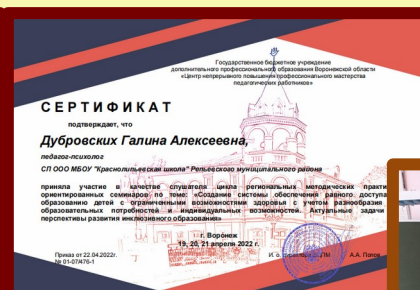 Государственное бюджетное учреждение
дополнительного профессионального образования Воронежской области
«Центр непрерывного повышения профессионального мастерства
педагогических работников»
СЕРТИФИКАТ
подтверждает, что
Дубровских Галина Алексеевна,
педагог-психолог
СП ООО МБОУ "Краснолипьевская школа" Репьевского муниципального района
приняла участие в качестве слушателя цикла региональных методических практи
ориентированных семинаров по теме: «Создание системы обеспечения равного доступа
образованию детей с ограниченными возможностями здоровья с учетом разнообразия
образовательных потребностей и индивидуальных возможностей. Актуальные задачи
перспективы развития инклюзивного образования»
г. Воронеж
19, 20, 21 апреля 2022 г.
Приказ от 22.04.2022г.
№ 01-07/476-1
И. о. директора
А.А. Попов